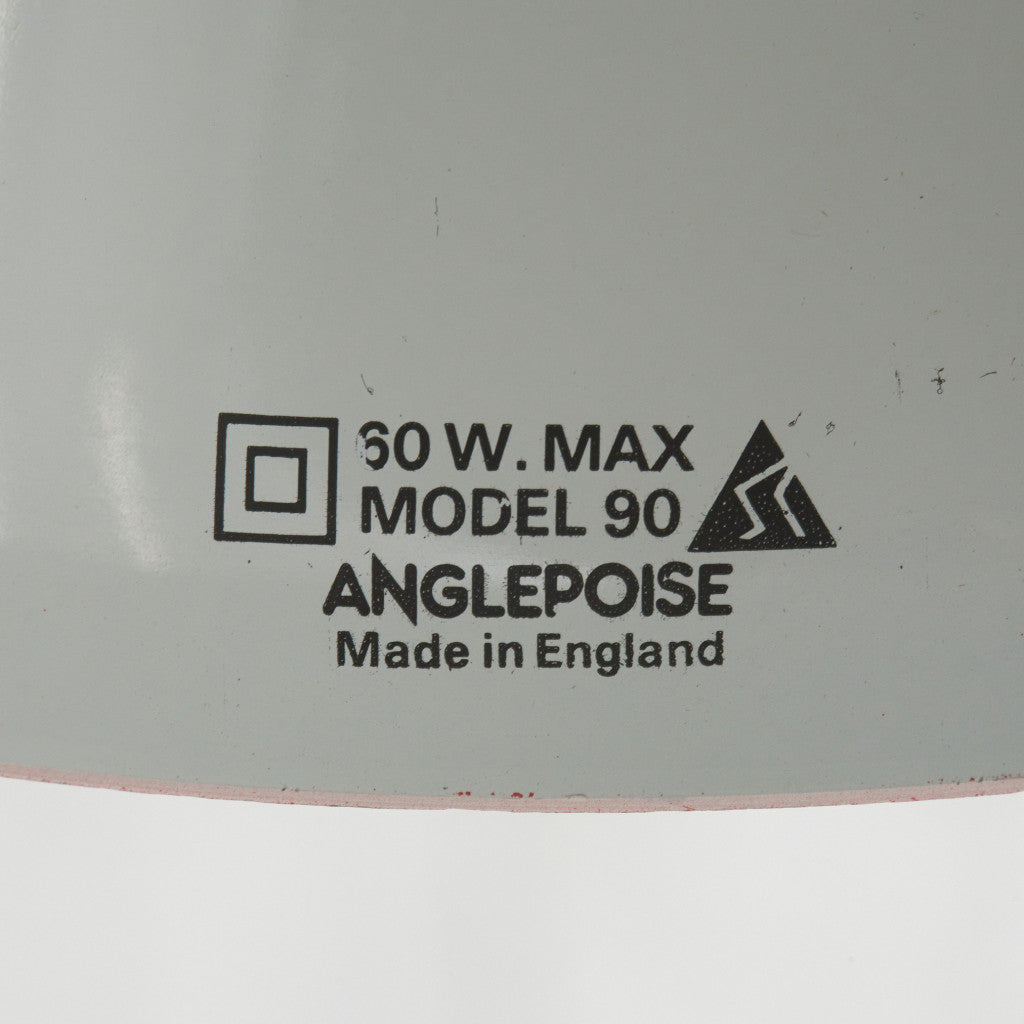 60 W. MAX
MODEL 90
ANGLEPOISE
Made in England